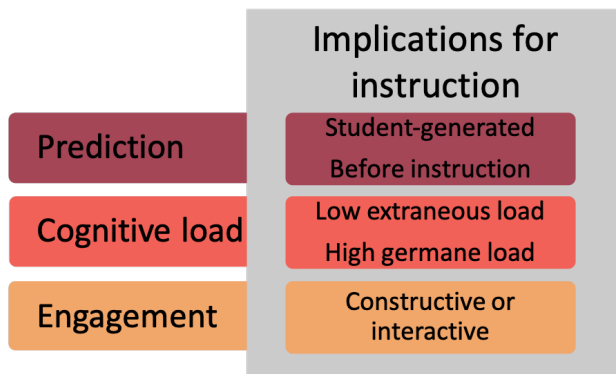 Implications for
instruction
Prediction
Student-generated
Before instruction
Cognitive load
Low extraneous load
High germane load
Engagement
Constructive or
interactive